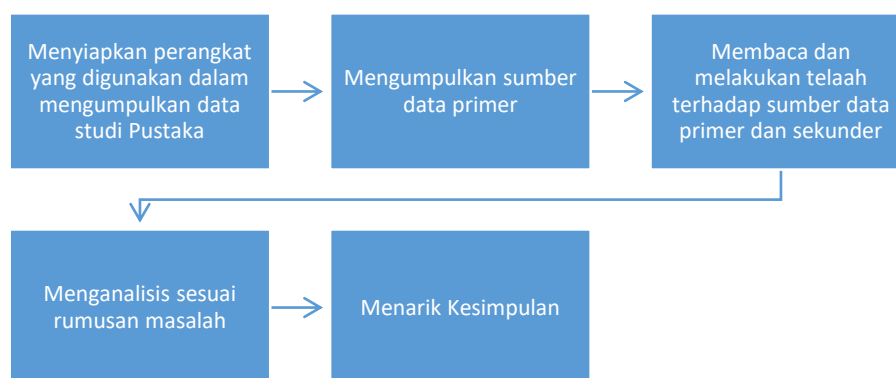 Menyiapkan perangkat
yang digunakan dalam
mengumpulkan data
studi Pustaka
Mengumpulkan sumber
data primer
Membaca dan
melakukan telaah
terhadap sumber data
primer dan sekunder
Menganalisis sesuai
rumusan masalah
Menarik Kesimpulan